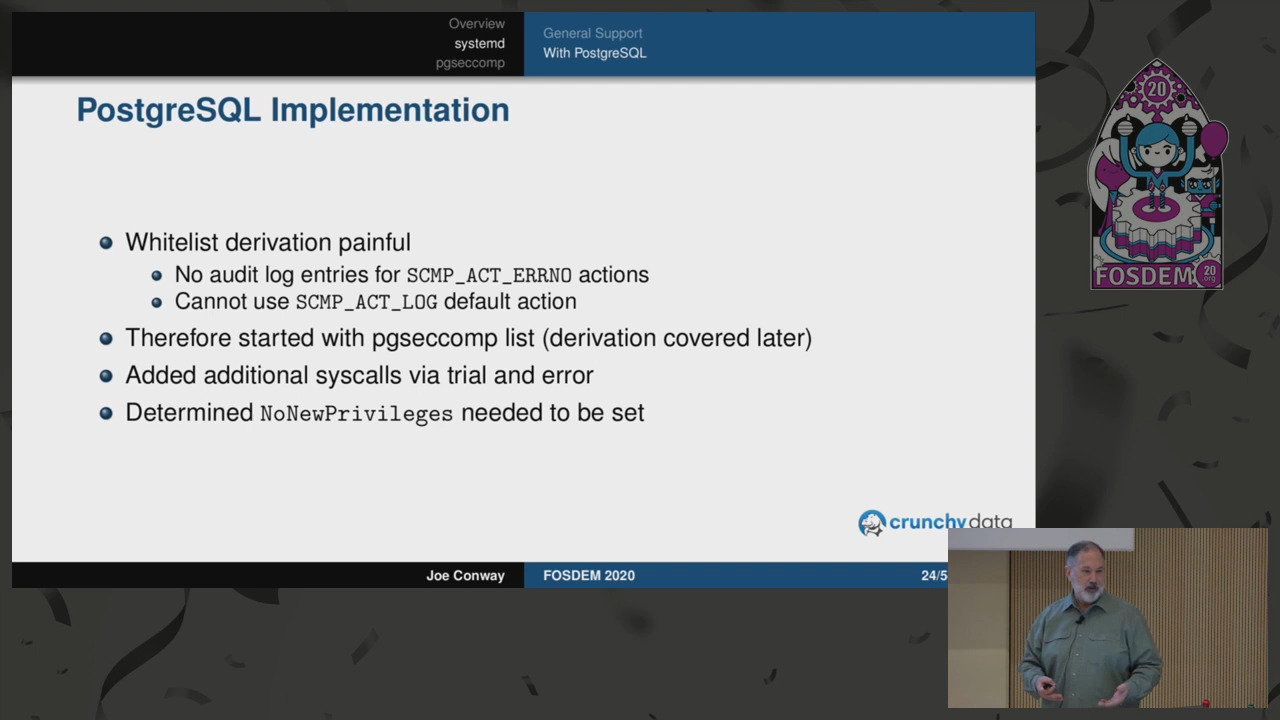 Overview
systemd
pgseccomp
General Support
With PostgreSQL
PostgreSQL Implementation
Whitelist derivation painful
No audit log entries for SCMP_ACT_ERRNO actions
Cannot use SCMP_ACT_LOG default action
Therefore started with pgseccomp list (derivation covered later)
Added additional syscalls via trial and error
Determined NoNewPrivileges needed to be set
crunchy data
Joe Conway
FOSDEM 2020
24/5
20
FOSDEM
20
.org